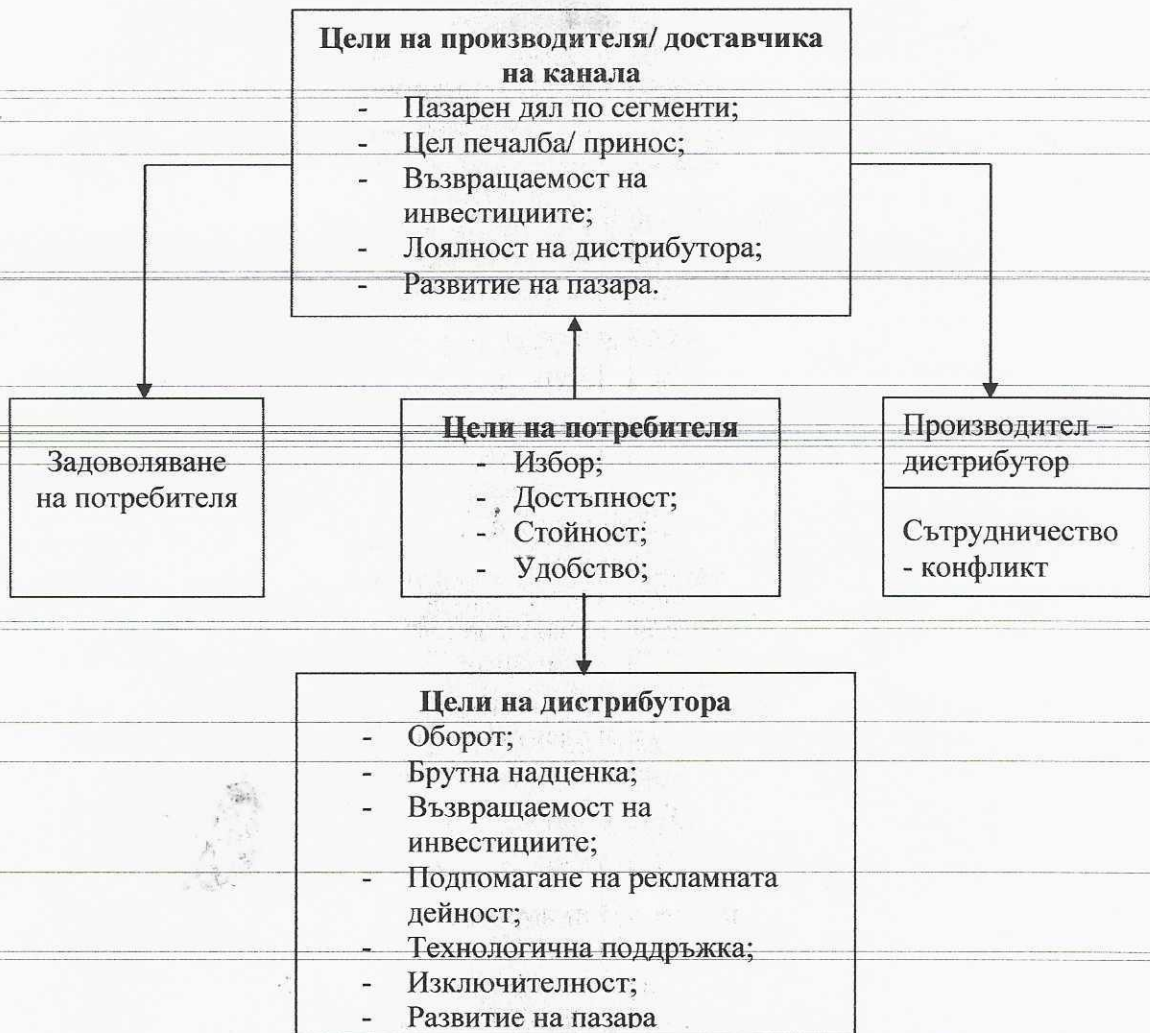 Цели на производителя/ доставчика
на канала
- Пазарен дял по сегменти;
- Цел печалба/ принос;
- Възвращаемост на
инвестициите;
- Лоялност на дистрибутора;
- Развитие на пазара.
Задоволяване
на потребителя
Цели на потребителя
- Избор;
- Достъпност;
- Стойност;
- Удобство;
Производител –
дистрибутор
Сътрудничество
- конфликт
Цели на дистрибутора
- Оборот;
- Брутна надценка;
- Възвращаемост на
инвестициите;
- Подпомагане на рекламната
дейност;
- Технологична поддръжка;
- Изключителност;
- Развитие на пазара